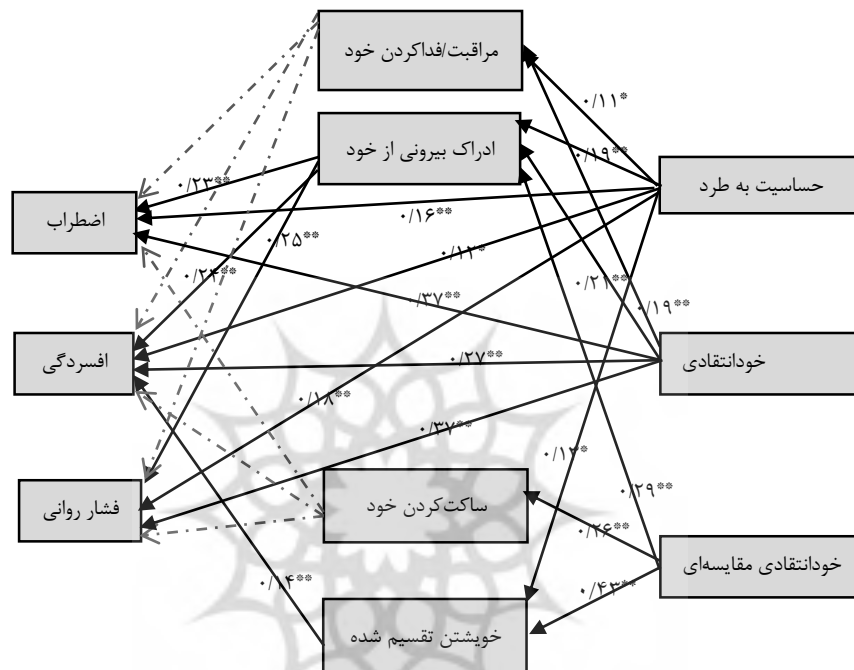 مراقبت/فداکردن خود
۰/۱۱*
ادراک بیرونی از خود
۰/۱۹**
حساسیت به طرد
۰/۲۳**
اضطراب
۰/۱۶**
۰/۲۵**
۰/۱۲*
۰/۲۴**
۰/۲۱**
۰/۳۷**
۰/۱۹**
خودانتقادی
۰/۲۷**
افسردگی
۰/۱۸**
۰/۳۷**
۰/۱۳*
۰/۲۹**
ساکت‌کردن خود
فشار روانی
۰/۲۶**
خودانتقادی مقایسه‌ای
۰/۱۴**
۰/۴۳**
خویشتن تقسیم شده